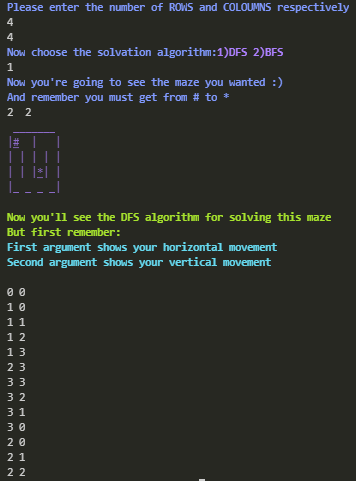 Please enter the number of ROWS and COLOUMNS respectively
4
4
Now choose the solvation algorithm:1)DFS 2)BFS
1
Now you're going to see the maze you wanted :)
And remember you must get from # to *
2  2
 _______
|#  |   |
| | | | |
| | |*| |
|_ _ _ _|
Now you'll see the DFS algorithm for solving this maze
But first remember:
First argument shows your horizontal movement
Second argument shows your vertical movement
0 0
1 0
1 1
1 2
1 3
2 3
3 3
3 2
3 1
3 0
2 0
2 1
2 2